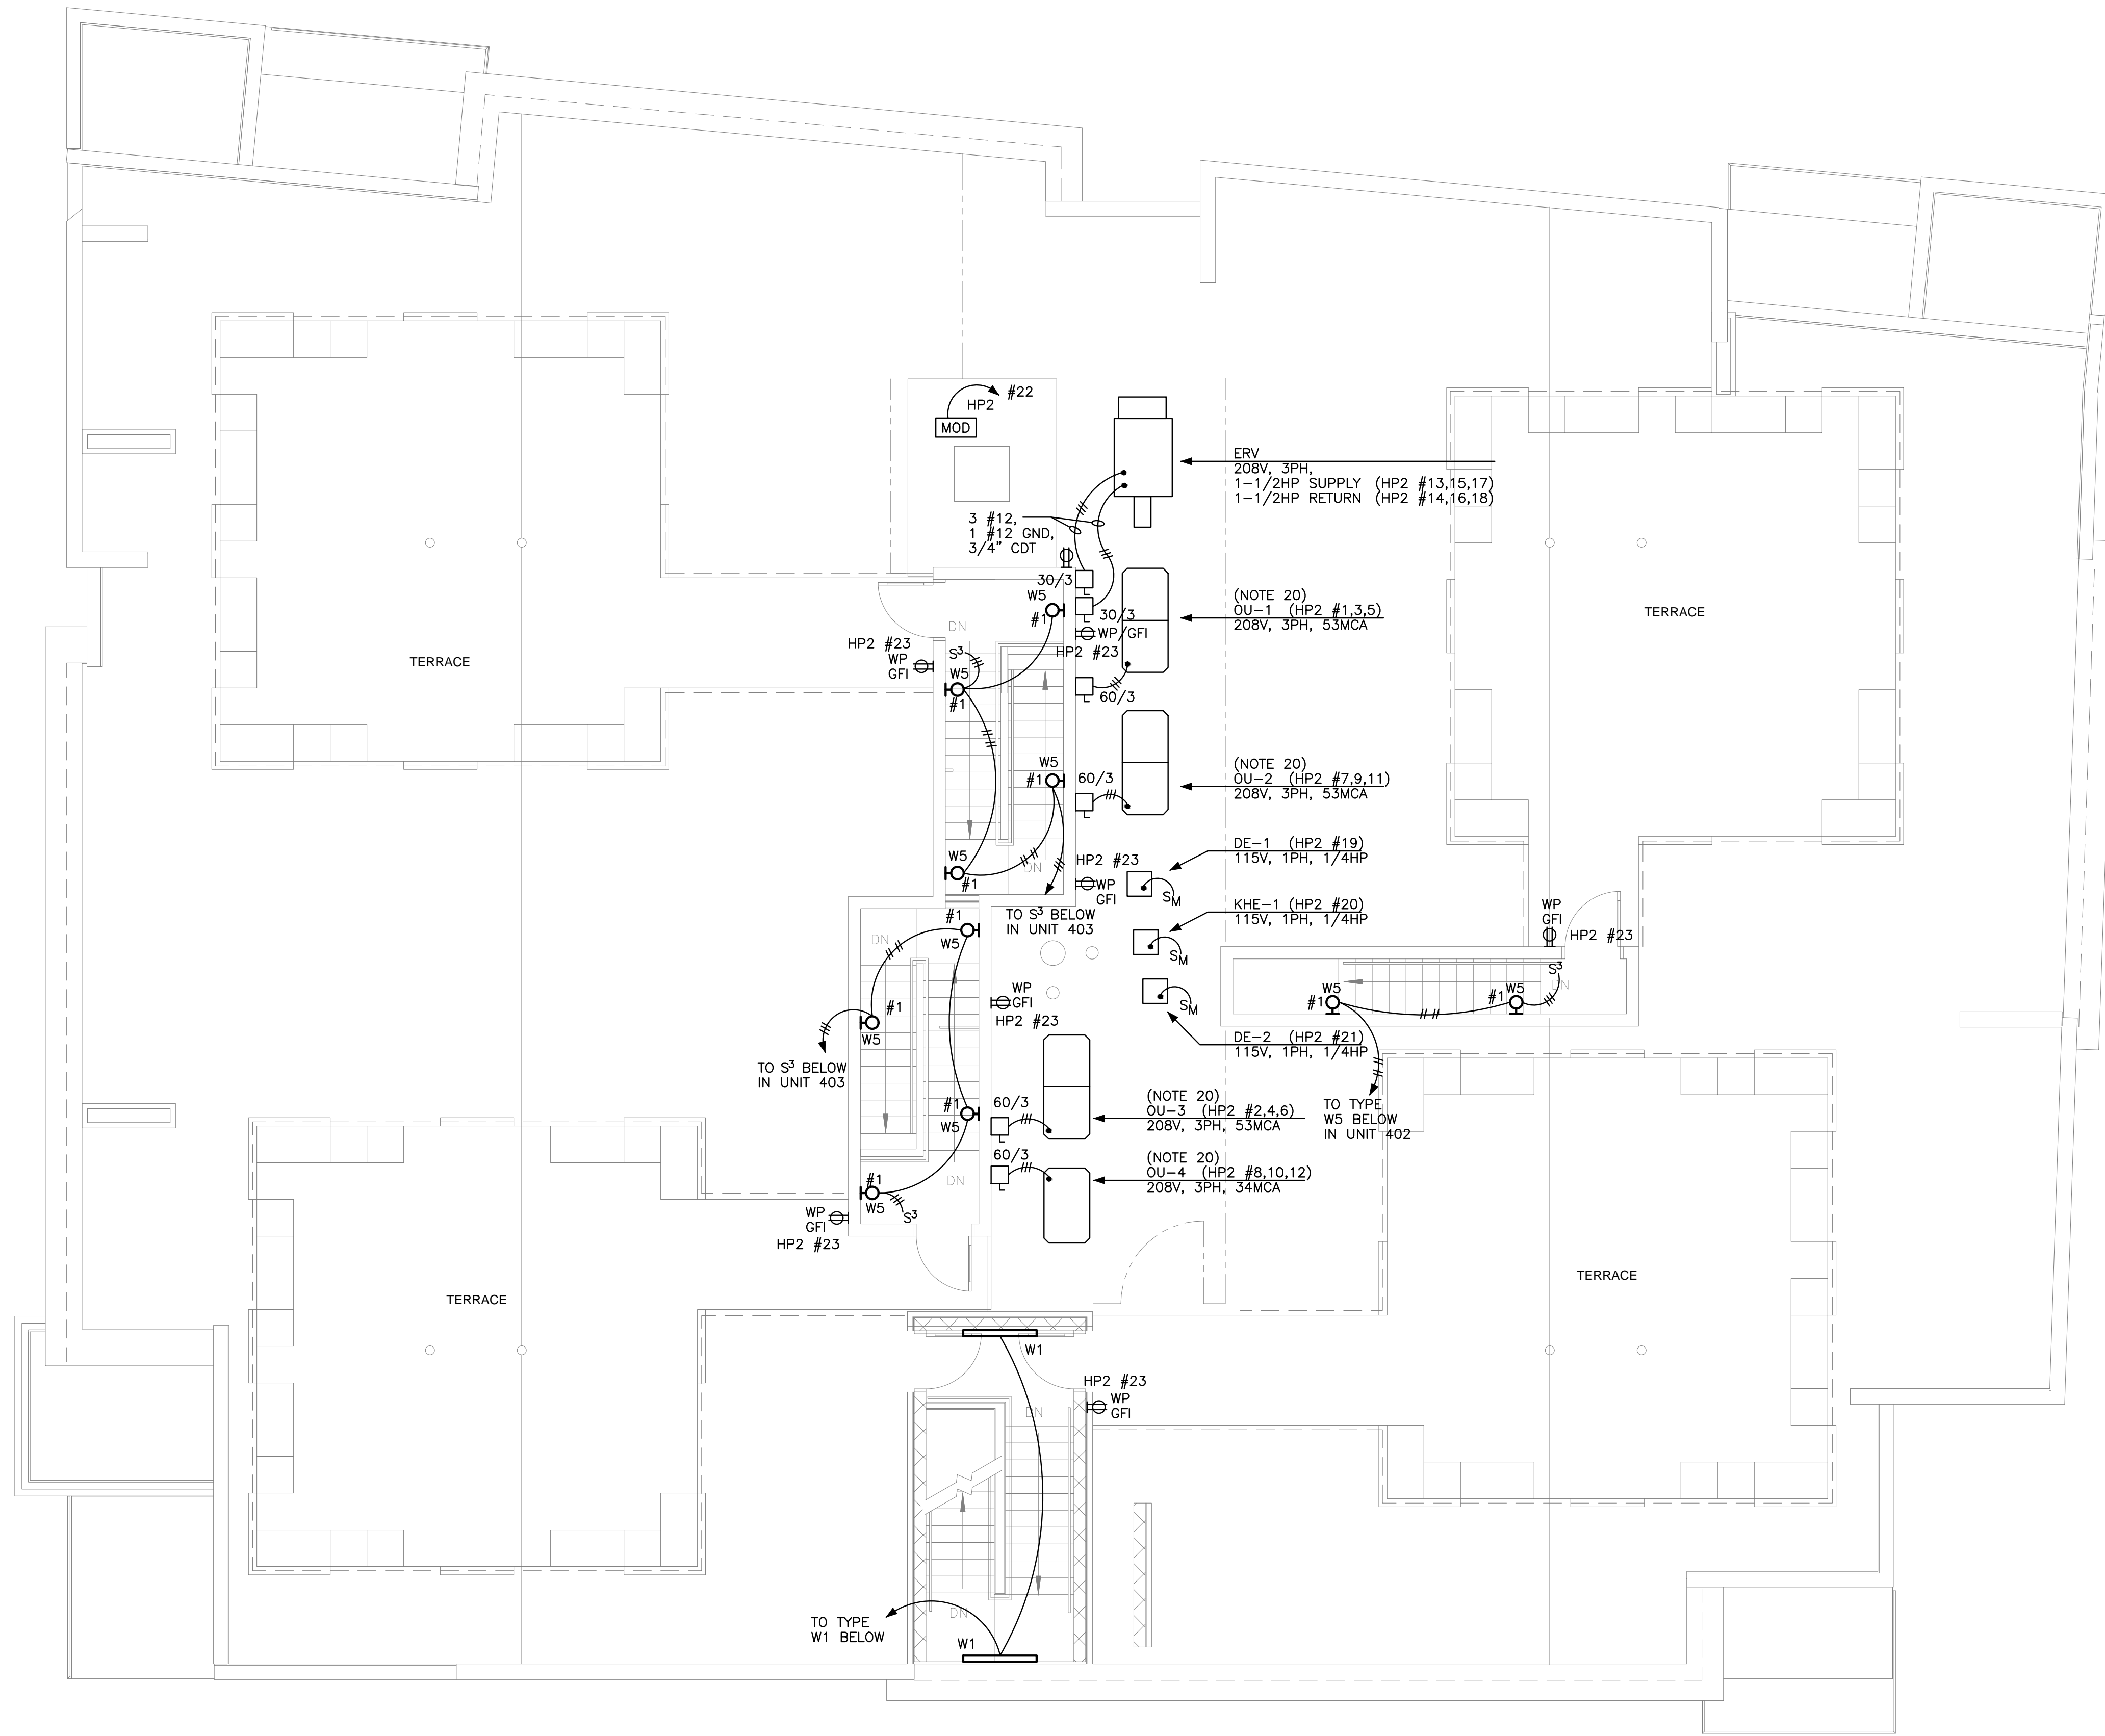 #22
HP2
MOD
ERV
208V, 3PH,
1-1/2HP SUPPLY (HP2 #13,15,17)
1-1/2HP RETURN (HP2 #14,16,18)
3 #12,
1 #12 GND,
3/4" CDT
30/3
W5
#1
30/3
WP/GFI
HP2 #23
(NOTE 20)
OU-1 (HP2 #1,3,5)
208V, 3PH, 53MCA
TERRACE
TERRACE
DN
HP2 #23
WP
GFI
S3
W5
#1
60/3
W5
#1
60/3
(NOTE 20)
OU-2 (HP2 #7,9,11)
208V, 3PH, 53MCA
W5
#1
DN
HP2 #23
WP
GFI
DE-1 (HP2 #19)
115V, 1PH, 1/4HP
SM
TO S3 BELOW
IN UNIT 403
KHE-1 (HP2 #20)
115V, 1PH, 1/4HP
SM
WP
GFI
HP2 #23
#1
W5
DN
S3
DN
W5
#1
W5
#1
WP
GFI
HP2 #23
SM
#1
W5
DE-2 (HP2 #21)
115V, 1PH, 1/4HP
TO S3 BELOW
IN UNIT 403
(NOTE 20)
OU-3 (HP2 #2,4,6)
208V, 3PH, 53MCA
TO TYPE
W5 BELOW
IN UNIT 402
60/3
#1
W5
60/3
(NOTE 20)
OU-4 (HP2 #8,10,12)
208V, 3PH, 34MCA
#1
W5
DN
S3
WP
GFI
HP2 #23
TERRACE
TERRACE
W1
HP2 #23
WP
GFI
DN
DN
TO TYPE
W1 BELOW
W1